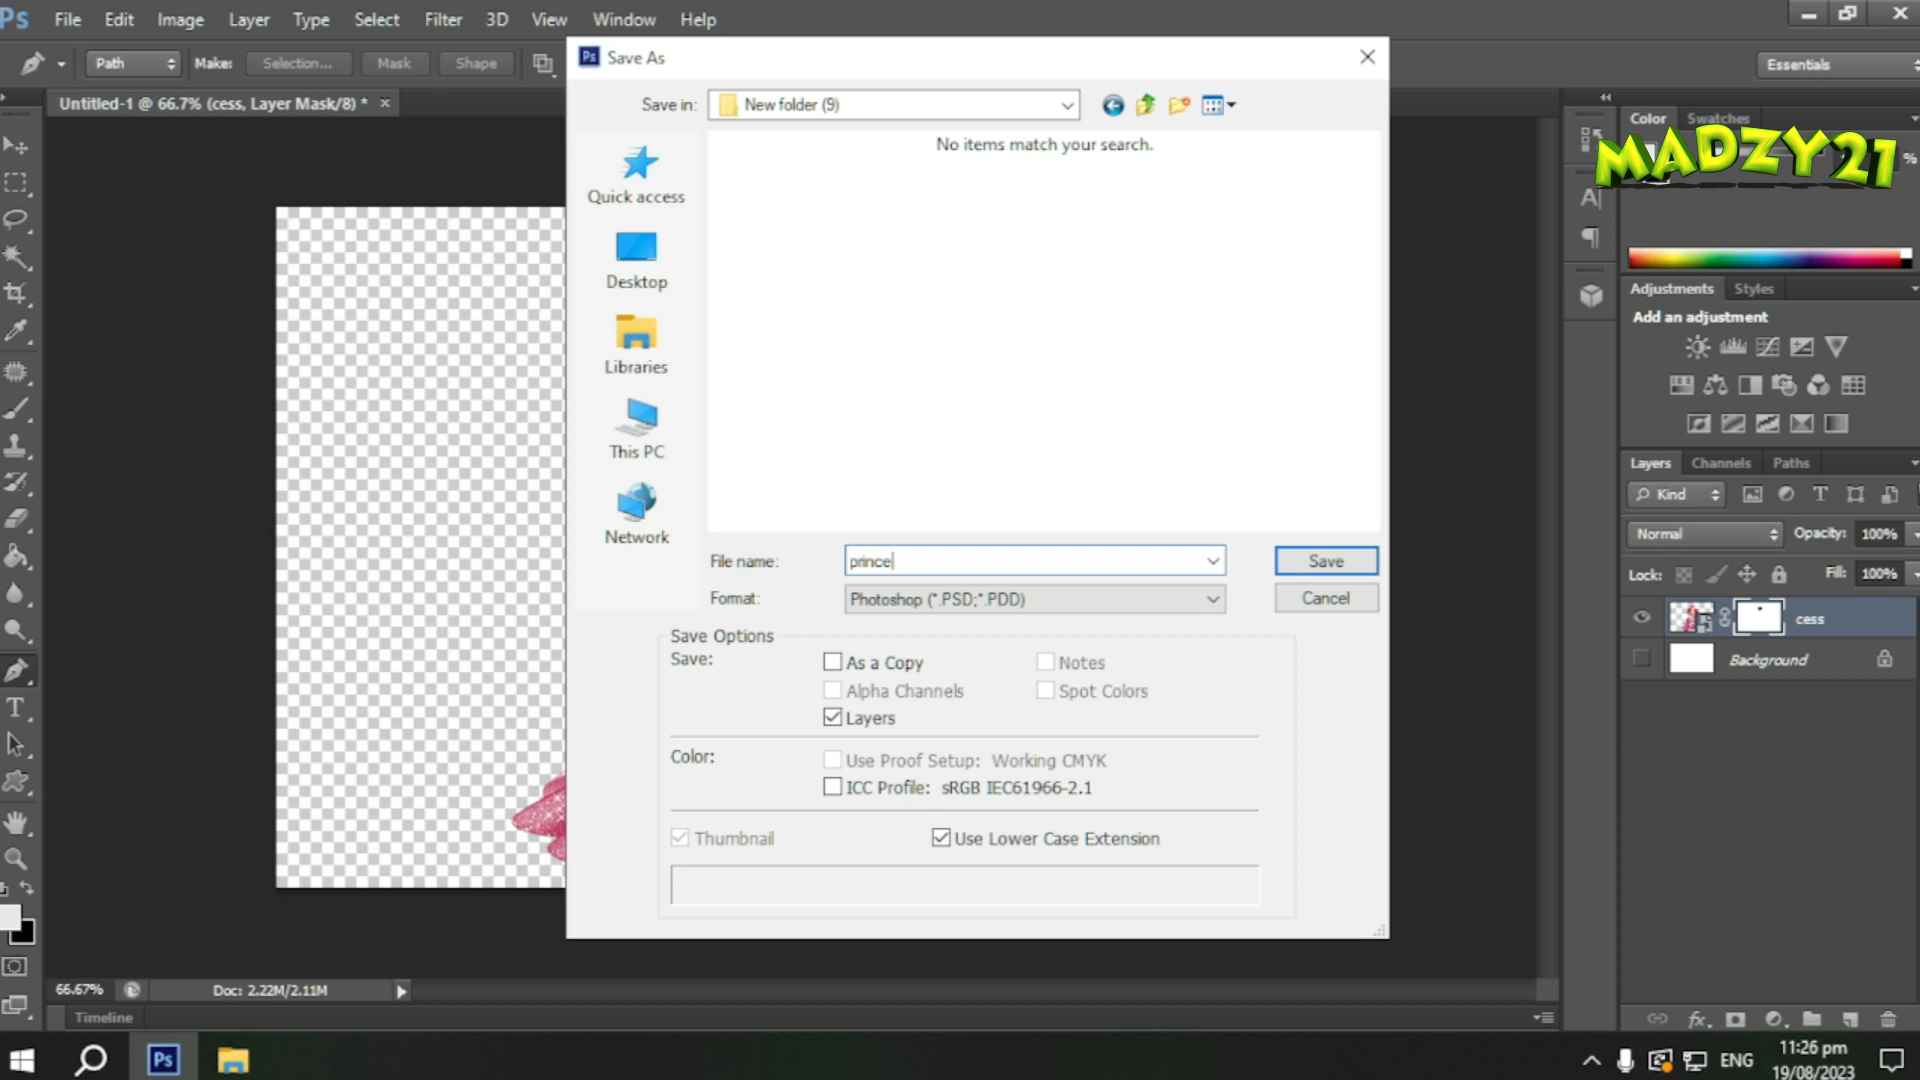 Ps File Edit Image Layer Type Select Filter 3D View Window Help
Path Make: Selection... Mask Shape Essentials
Untitled-1 @ 66.7% (cess, Layer Mask/8) * ×
Ps Save As
Save in: New folder (9)
No items match your search.
Quick access
Desktop
Libraries
This PC
Network
File name: prince
Save
Format: Photoshop (*.PSD;*.PDD)
Cancel
Save Options
Save:
As a Copy
Notes
Alpha Channels
Spot Colors
Layers
Color:
Use Proof Setup: Working CMYK
ICC Profile: sRGB IEC61966-2.1
Thumbnail
Use Lower Case Extension
Color Swatches
MADZY21
%
Adjustments Styles
Add an adjustment
Layers Channels Paths
Kind
Normal Opacity: 100%
Lock: Fill: 100%
cess
Background
66.67% Doc: 2.22M/2.11M
Timeline
Ps
ENG
11:26 pm
19/08/2023